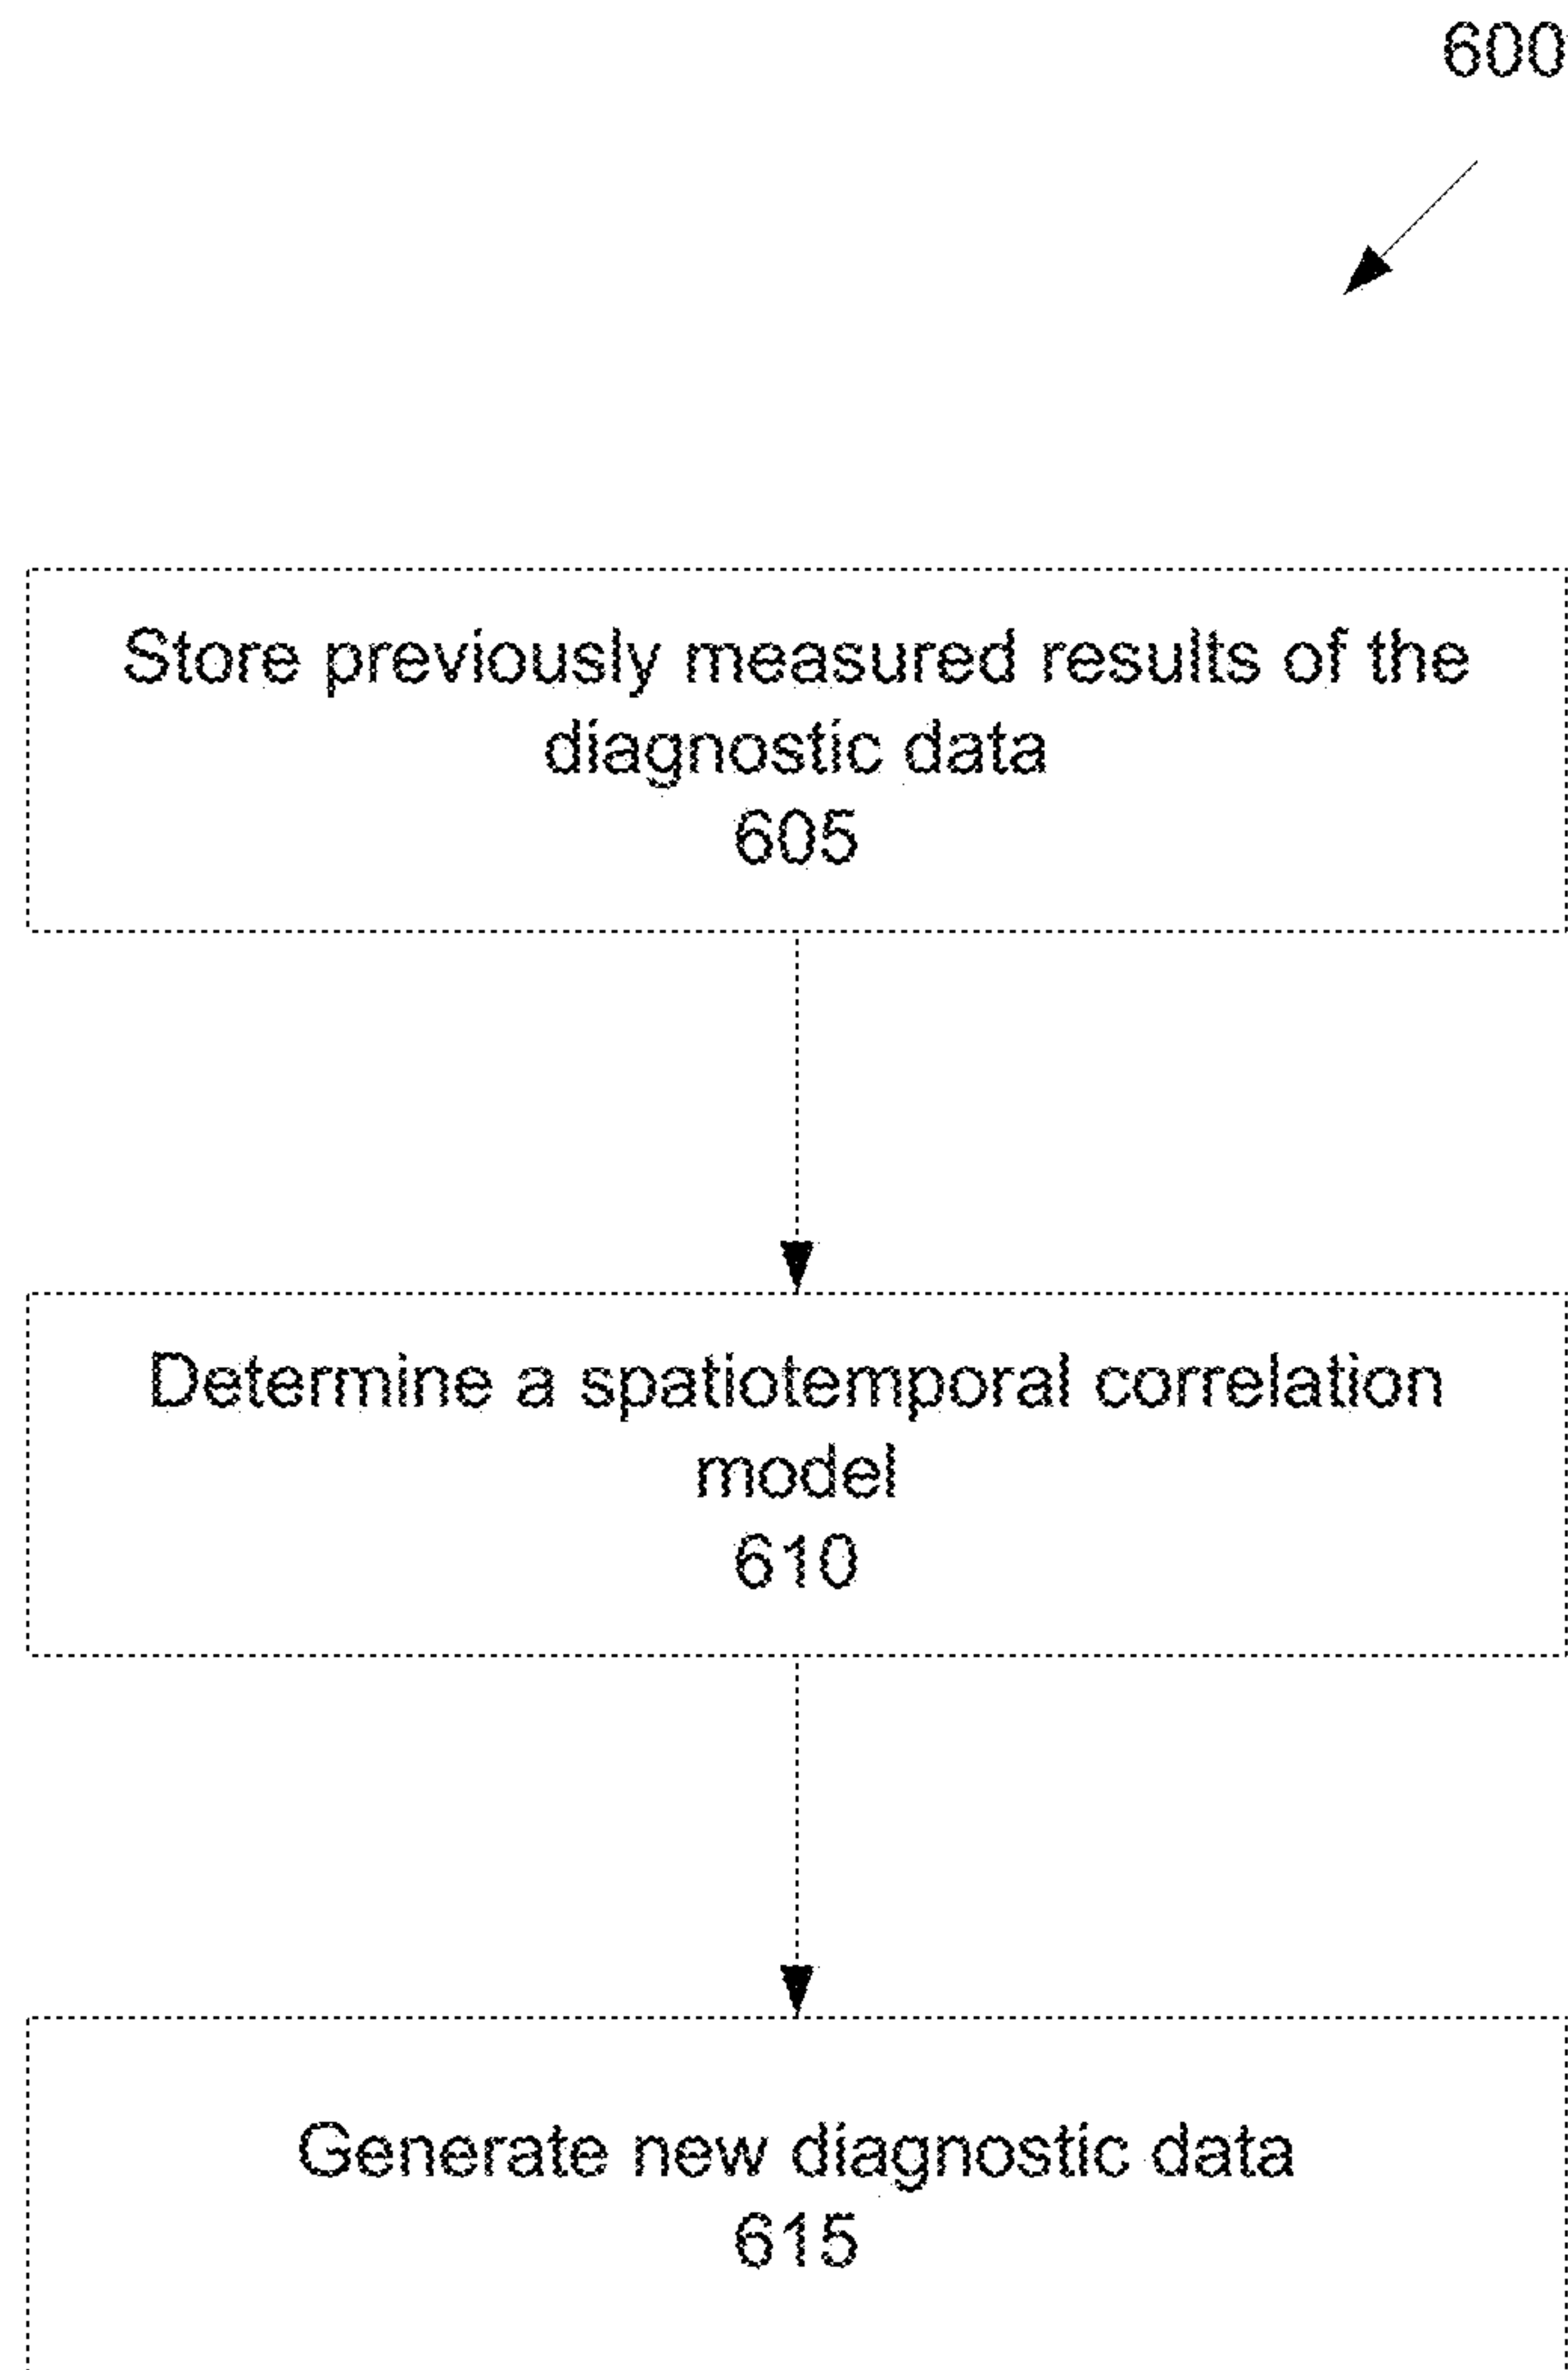 600
Store previously measured results of the
diagnostic data
605
Determine a spatiotemporal correlation
model
610
Generate new diagnostic data
615